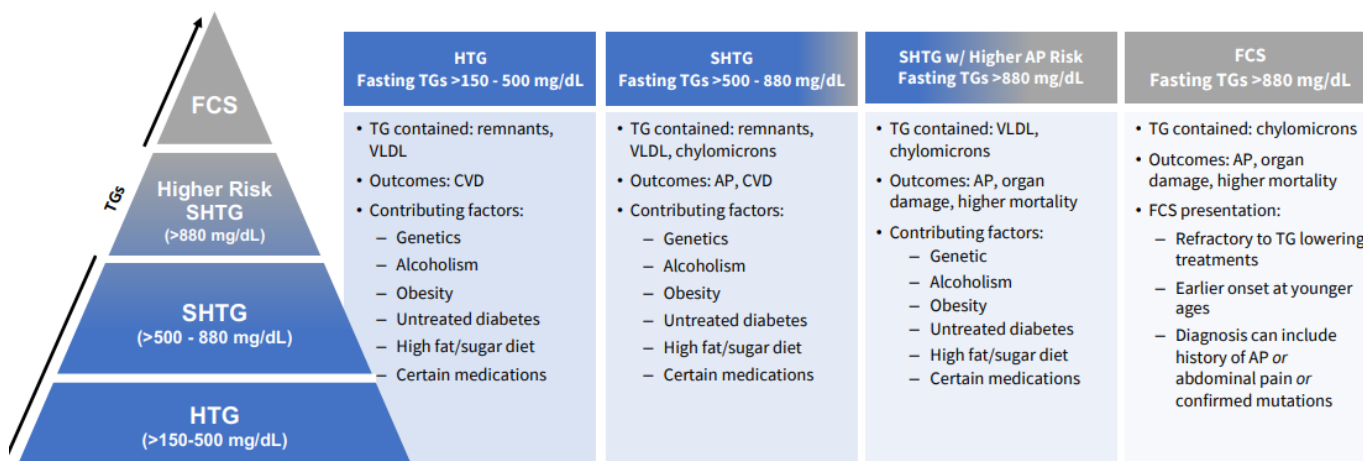 FCS
Higher Risk
SHTG
(>880 mg/dL)
TGs
SHTG
(>500 - 880 mg/dL)
HTG
(>150-500 mg/dL)
HTG
Fasting TGs >150 - 500 mg/dL
• TG contained: remnants,
VLDL
• Outcomes: CVD
• Contributing factors:
– Genetics
– Alcoholism
– Obesity
– Untreated diabetes
– High fat/sugar diet
– Certain medications
SHTG
Fasting TGs >500 - 880 mg/dL
• TG contained: remnants,
VLDL, chylomicrons
• Outcomes: AP, CVD
• Contributing factors:
– Genetics
– Alcoholism
– Obesity
– Untreated diabetes
– High fat/sugar diet
– Certain medications
SHTG w/ Higher AP Risk
Fasting TGs >880 mg/dL
• TG contained: VLDL,
chylomicrons
• Outcomes: AP, organ
damage, higher mortality
• Contributing factors:
– Genetic
– Alcoholism
– Obesity
– Untreated diabetes
– High fat/sugar diet
– Certain medications
FCS
Fasting TGs >880 mg/dL
• TG contained: chylomicrons
• Outcomes: AP, organ
damage, higher mortality
• FCS presentation:
– Refractory to TG lowering
treatments
– Earlier onset at younger
ages
– Diagnosis can include
history of AP or
abdominal pain or
confirmed mutations